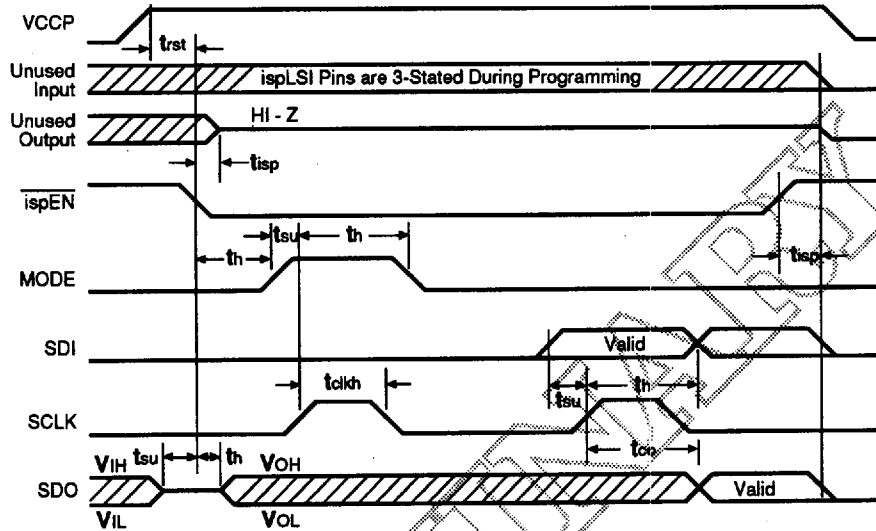 VCCP
trst
Unused Input
ispLSI Pins are 3-Stated During Programming
Unused Output
HI - Z
tisp
ispEN
tsu
th
th
MODE
tisp
SDI
Valid
tclkh
tsu
th
SCLK
tco
tsu
th
VIH
VOH
SDO
Valid
VIL
VOL